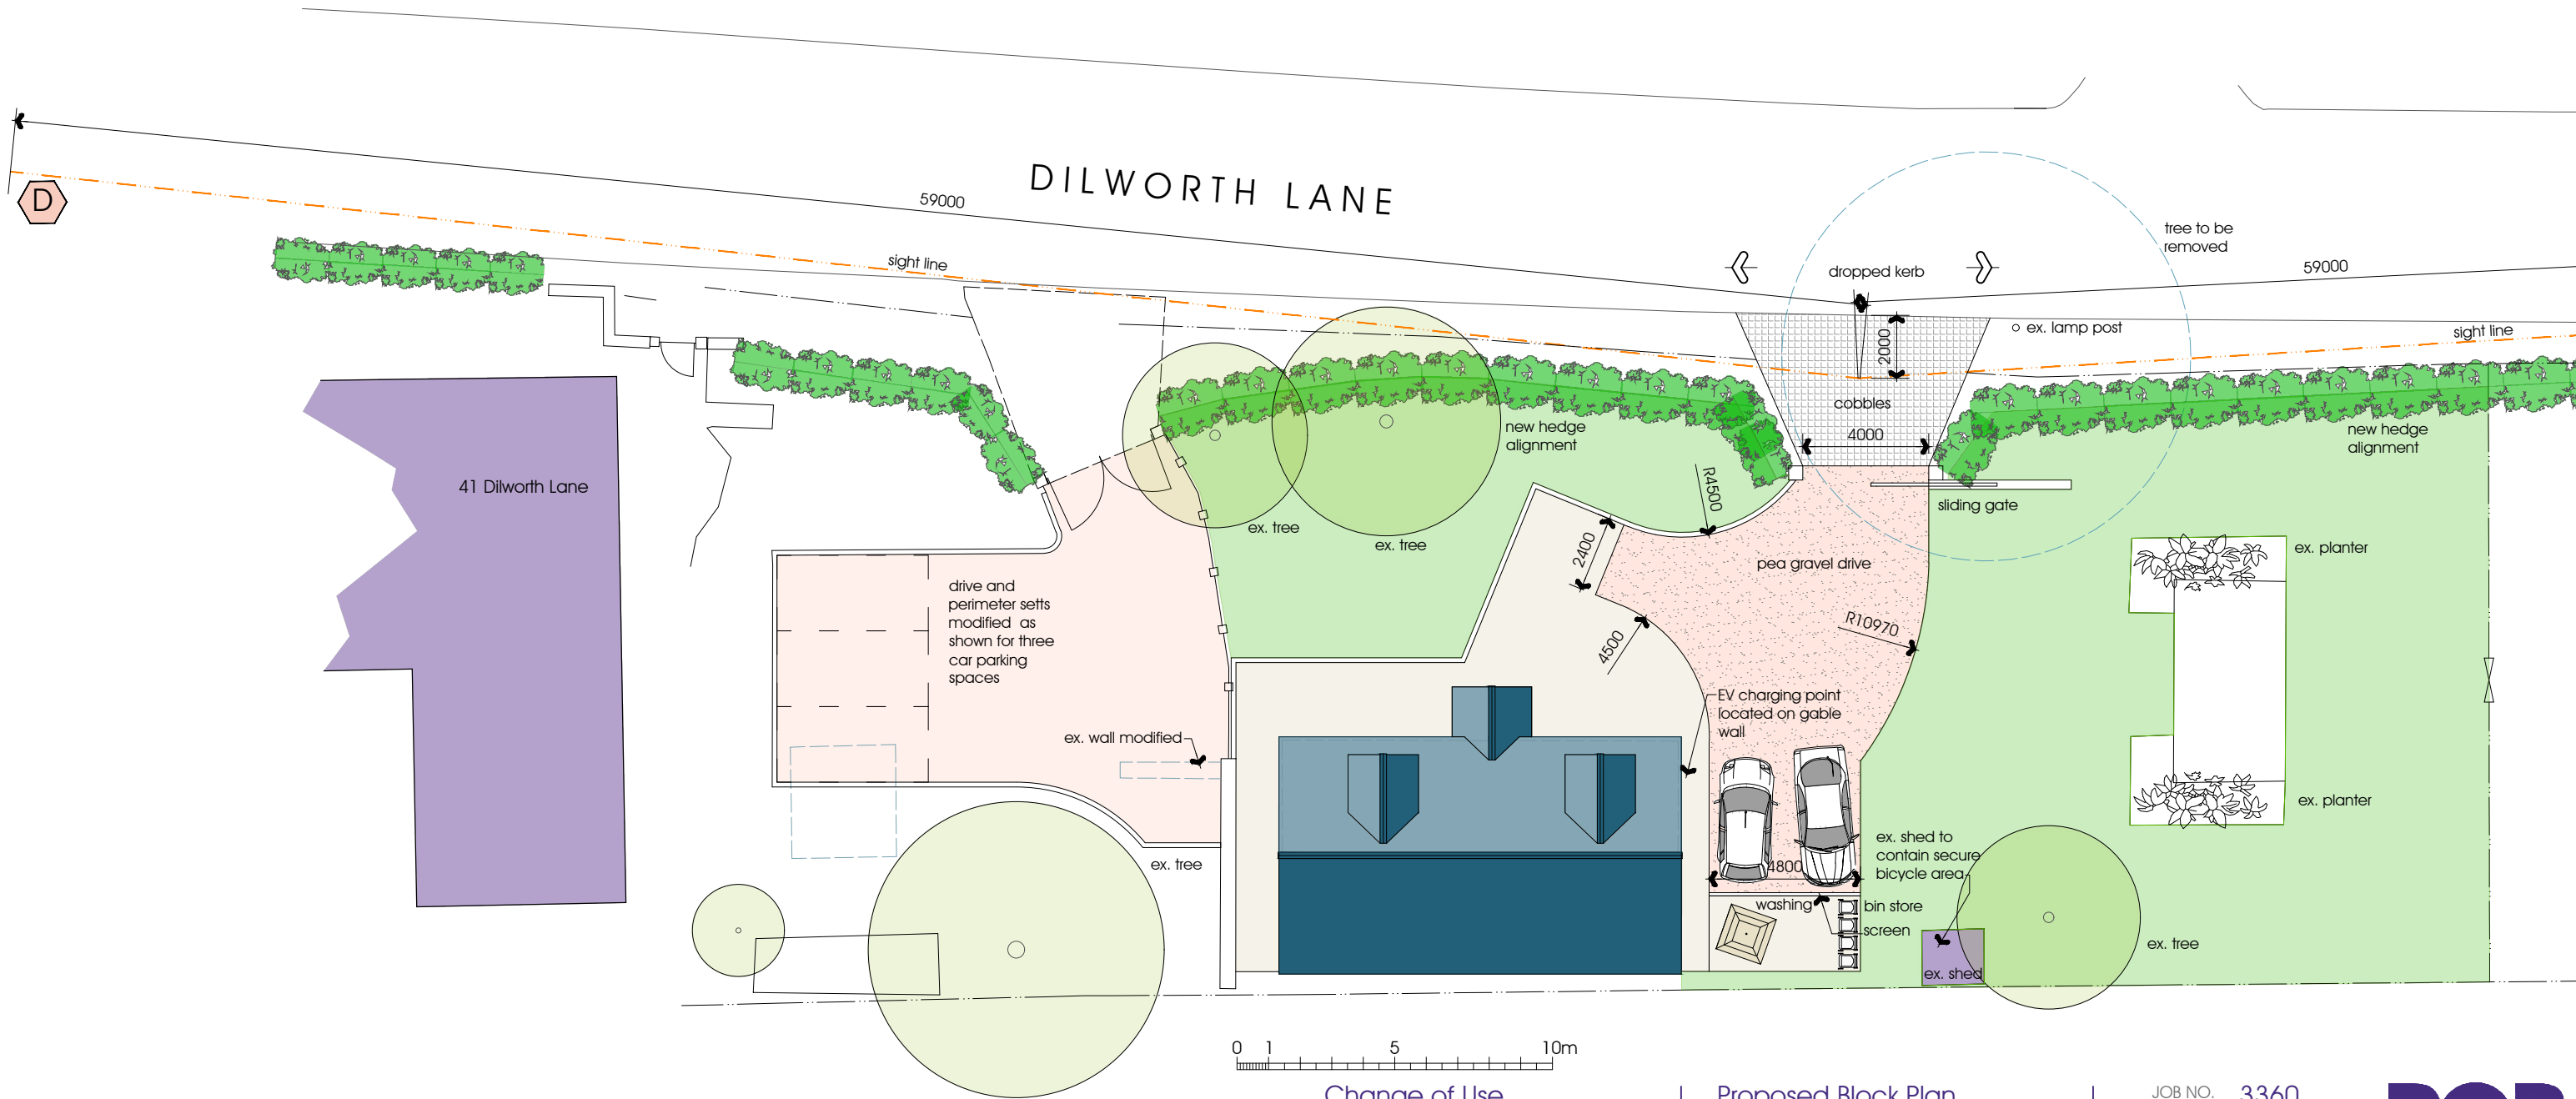 DILWORTH LANE
D
59000
sight line
dropped kerb
tree to be
removed
59000
2000
ex. lamp post
sight line
cobbles
4000
new hedge
alignment
new hedge
alignment
41 Dilworth Lane
R4500
sliding gate
ex. tree
ex. tree
2400
pea gravel drive
ex. planter
drive and
perimeter setts
modified as
shown for three
car parking
spaces
4500
R10970
EV charging point
located on gable
wall
ex. wall modified
ex. planter
ex. shed to
contain secure
bicycle area
4800
ex. tree
washing
bin store
screen
ex. tree
ex. shed
0 1 5 10m
Change of Use
Proposed Block Plan
JOB NO. 3360